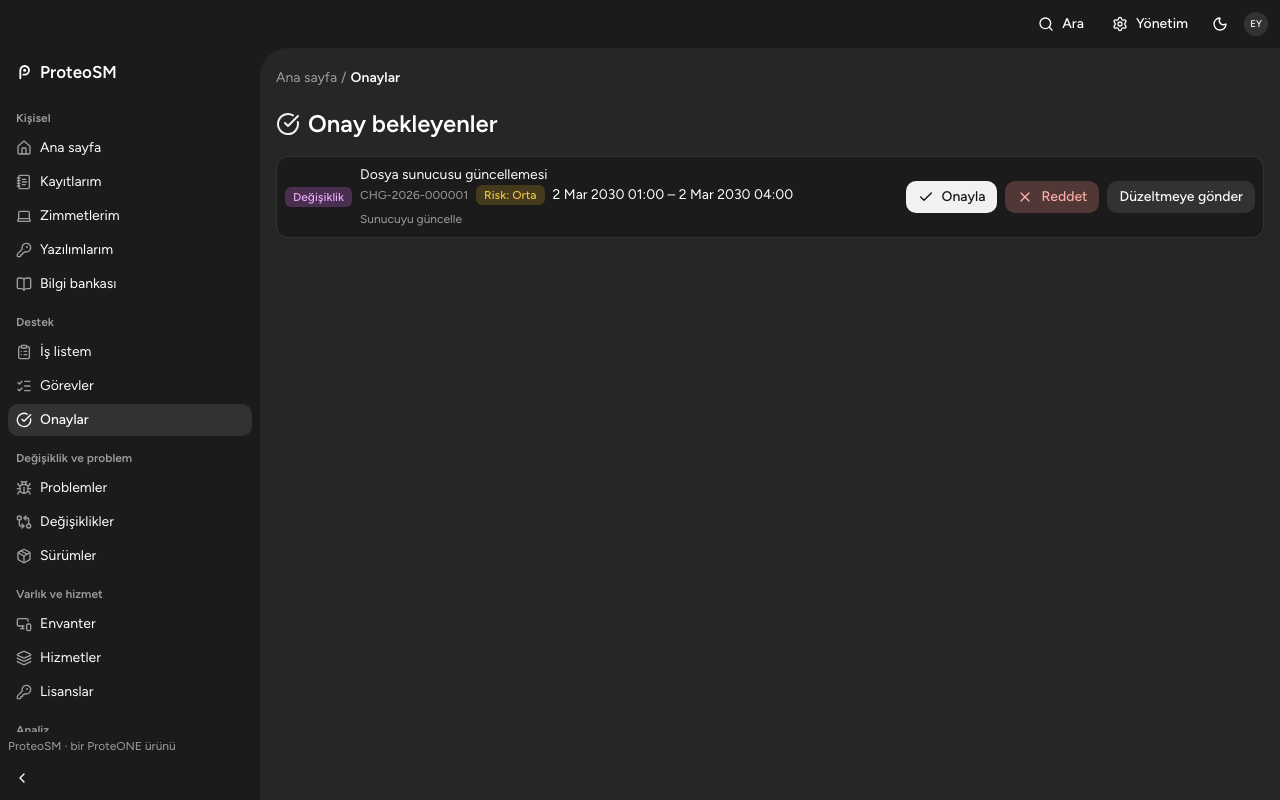 Ara
Yönetim
EY
ProteoSM
Kişisel
Ana sayfa
Kayıtlarım
Zimmetlerim
Yazılımlarım
Bilgi bankası
Destek
İş listem
Görevler
Onaylar
Değişiklik ve problem
Problemler
Değişiklikler
Sürümler
Varlık ve hizmet
Envanter
Hizmetler
Lisanslar
Analiz
ProteoSM · bir ProteONE ürünü
Ana sayfa / Onaylar
Onay bekleyenler
Değişiklik
Dosya sunucusu güncellemesi
CHG-2026-000001 Risk: Orta 2 Mar 2030 01:00 – 2 Mar 2030 04:00
Sunucuyu güncelle
Onayla
Reddet
Düzeltmeye gönder